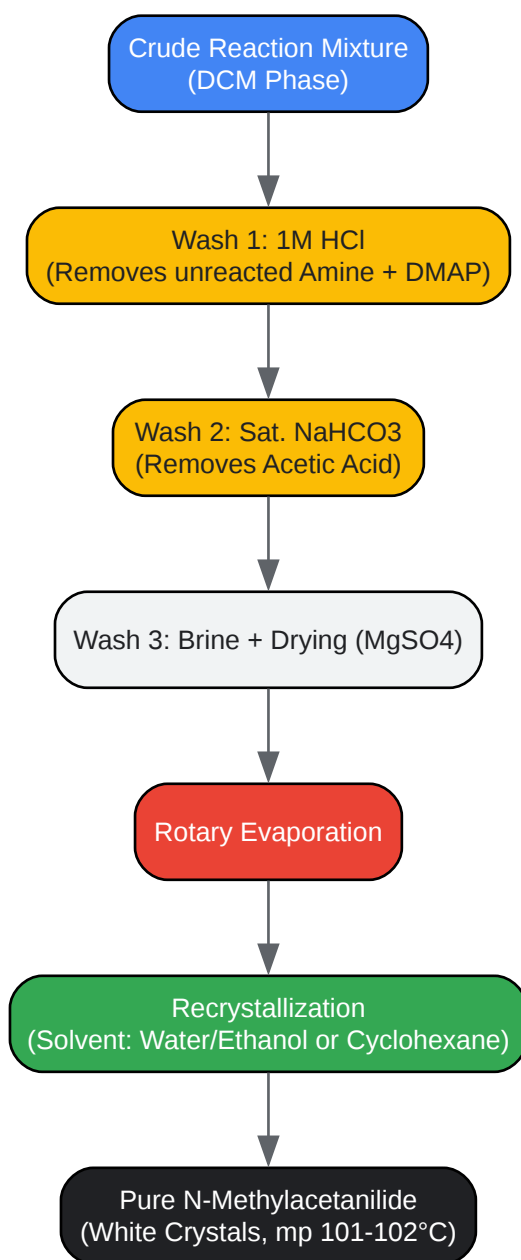 Crude Reaction Mixture
(DCM Phase)
Wash 1: 1M HCl
(Removes unreacted Amine + DMAP)
Wash 2: Sat. NaHCO3
(Removes Acetic Acid)
Wash 3: Brine + Drying (MgSO4)
Rotary Evaporation
Recrystallization
(Solvent: Water/Ethanol or Cyclohexane)
Pure N-Methylacetanilide
(White Crystals, mp 101-102°C)